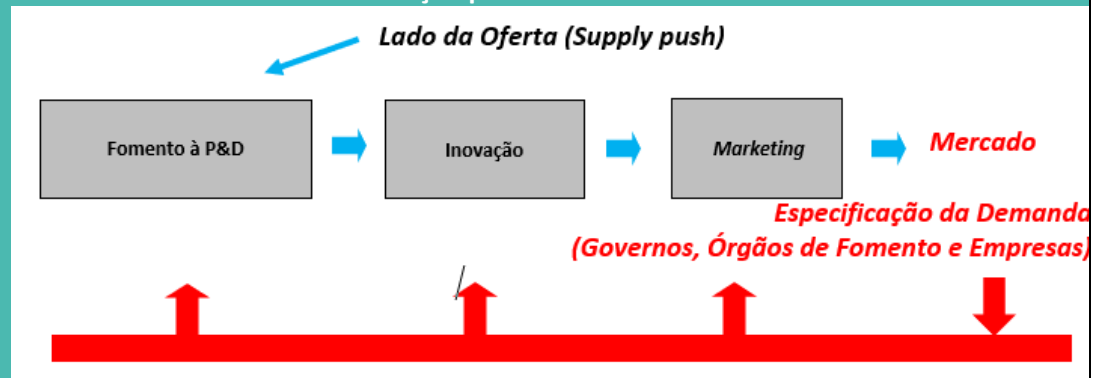 Lado da Oferta (Supply push)
Fomento à P&D
Inovação
Marketing
Mercado
Especificação da Demanda
(Governos, Órgãos de Fomento e Empresas)